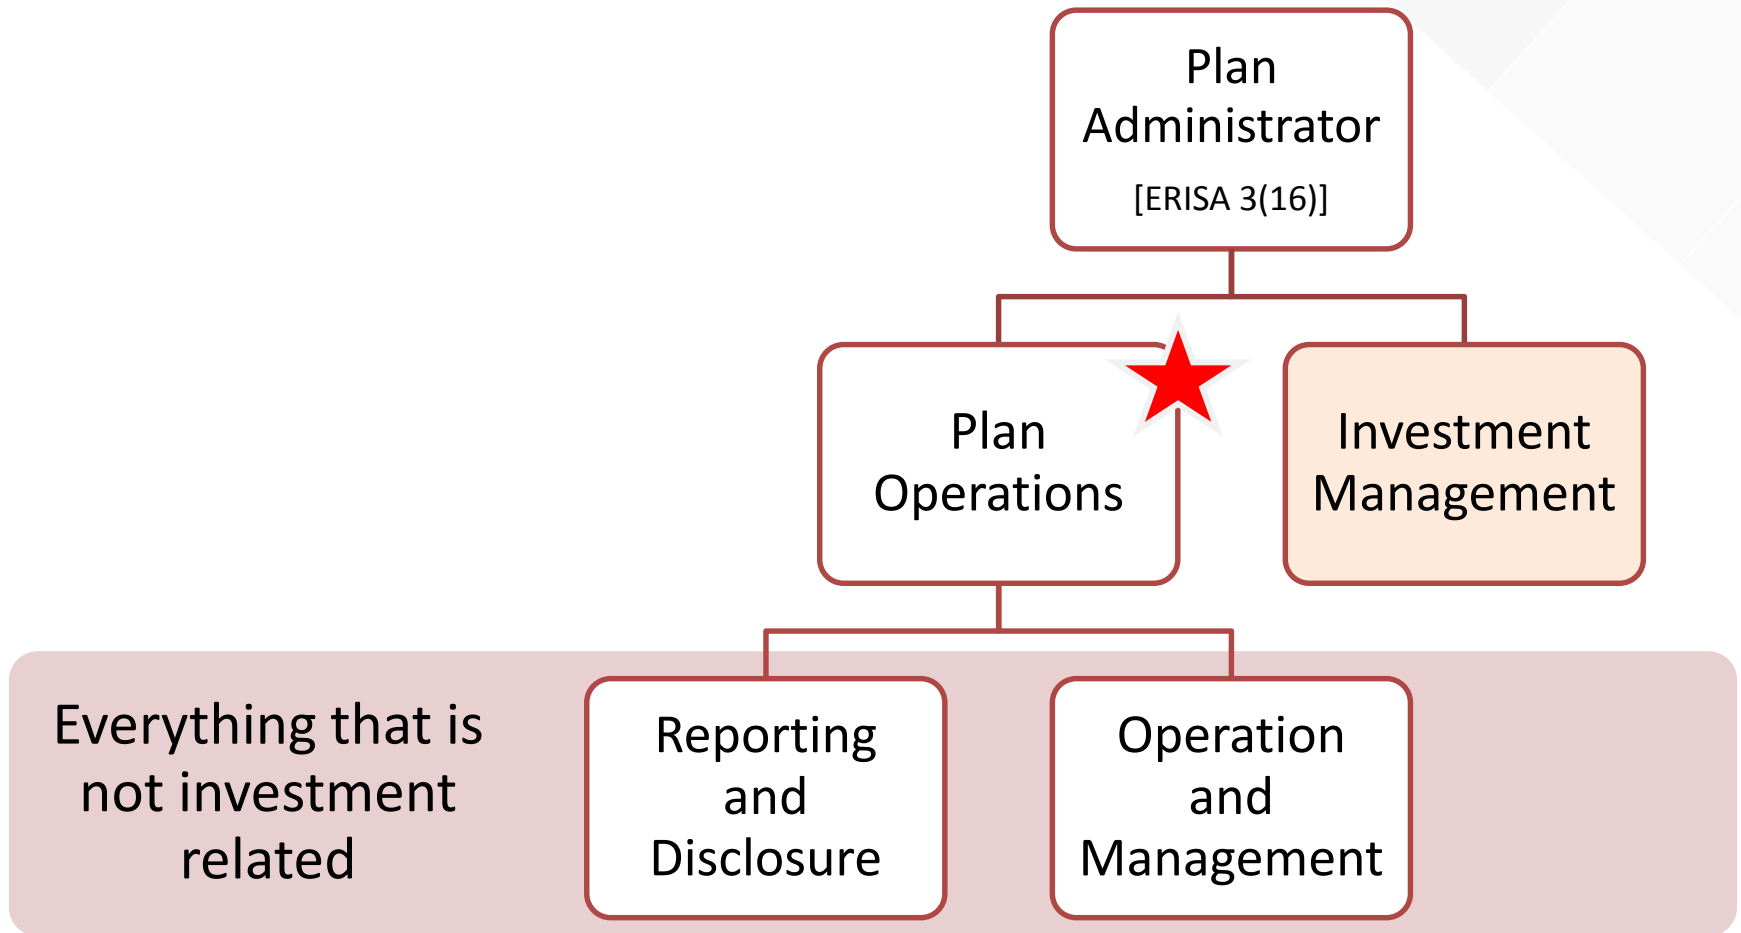 Plan
Administrator
[ERISA 3(16)]
Plan
Operations
Investment
Management
Everything that is
not investment
related
Reporting
and
Disclosure
Operation
and
Management